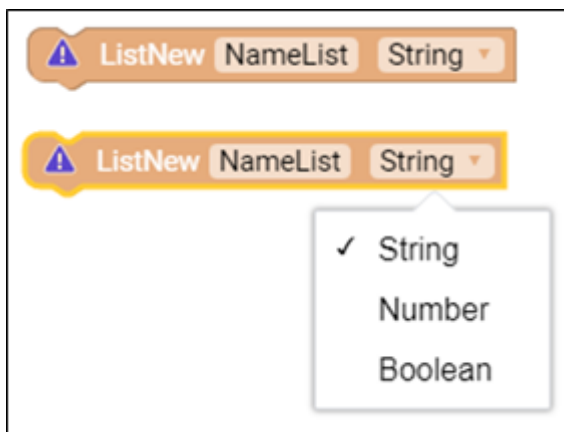 ListNew NameList String
ListNew NameList String
✓ String
Number
Boolean